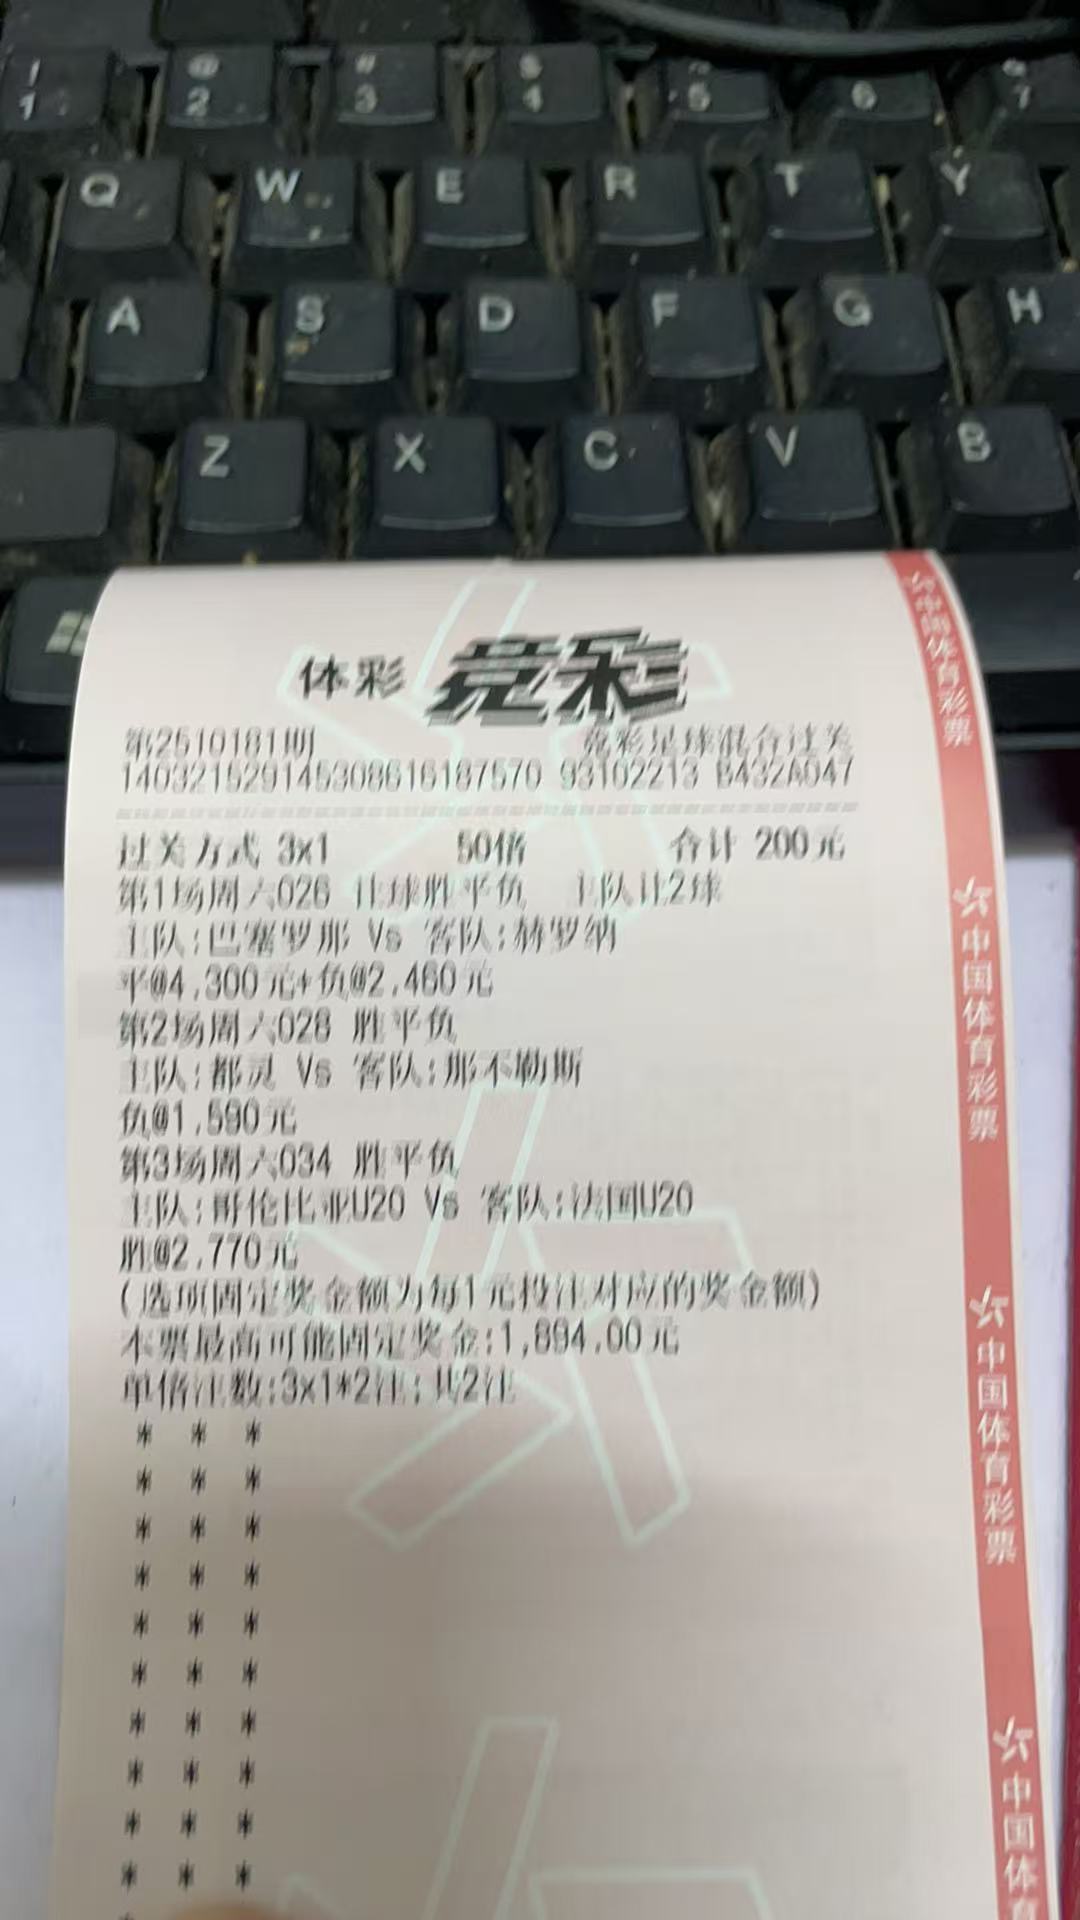 1 @2 #3 $4 5 6 7
Q W E R T Y
A S D F G H
Z X C V B
体彩 竞彩
第2510181期 竞彩足球混合过关
140321529145308616187570 93102213 B432A047
过关方式 3x1 50倍 合计 200元
第1场周六026 让球胜平负 主队让2球
主队:巴塞罗那 Vs 客队:赫罗纳
平@4.300元+负@2.460元
第2场周六028 胜平负
主队:都灵 Vs 客队:那不勒斯
负@1.590元
第3场周六034 胜平负
主队:哥伦比亚U20 Vs 客队:法国U20
胜@2.770元
(选项固定奖金额为每1元投注对应的奖金额)
本票最高可能固定奖金:1,894.00元
单倍注数:3x1*2注;共2注
* * *
* * *
* * *
* * *
* * *
* * *
* * *
* * *
* * *
* * *
中国体育彩票
中国体育彩票
中国体育彩票
中国体育